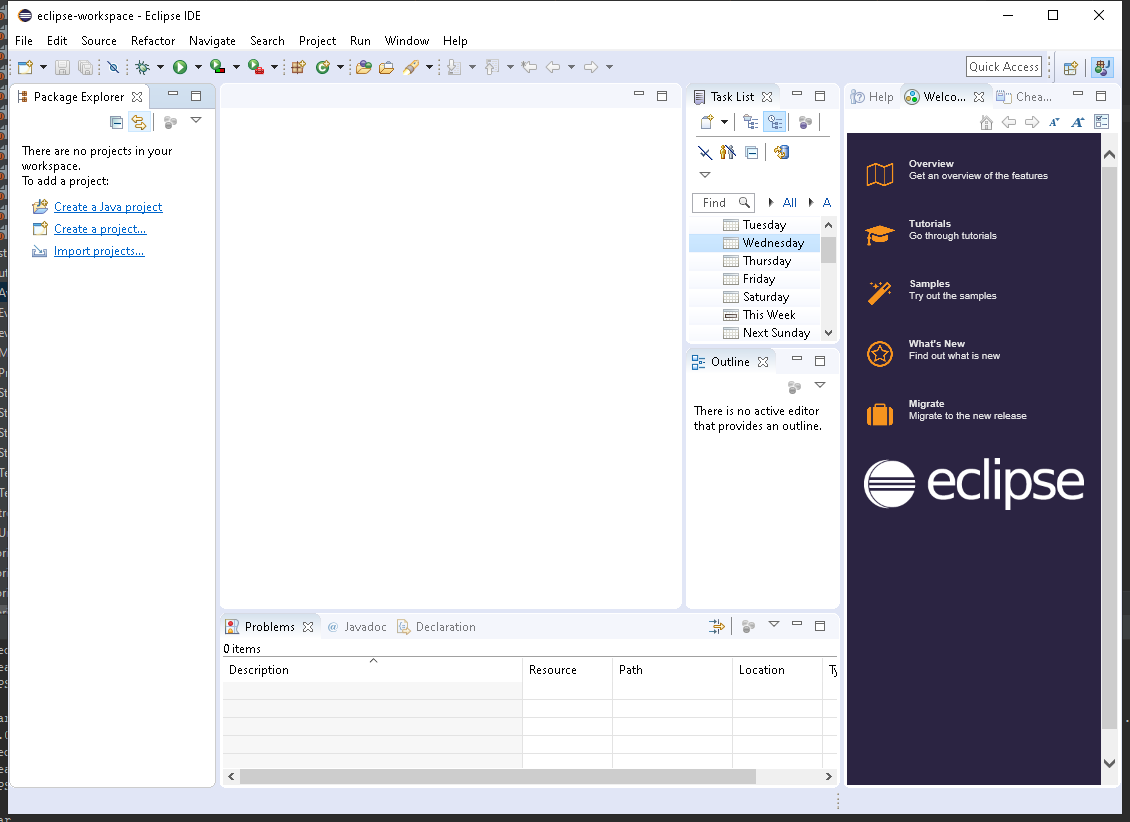 eclipse-workspace - Eclipse IDE
File Edit Source Refactor Navigate Search Project Run Window Help
Quick Access
Package Explorer
There are no projects in your
workspace.
To add a project:
Create a Java project
Create a project...
Import projects...
Task List
Find All A
Tuesday
Wednesday
Thursday
Friday
Saturday
This Week
Next Sunday
Outline
There is no active editor
that provides an outline.
Help Welco... Chea...
Overview
Get an overview of the features
Tutorials
Go through tutorials
Samples
Try out the samples
What's New
Find out what is new
Migrate
Migrate to the new release
eclipse
Problems @ Javadoc Declaration
0 items
Description Resource Path Location Ty